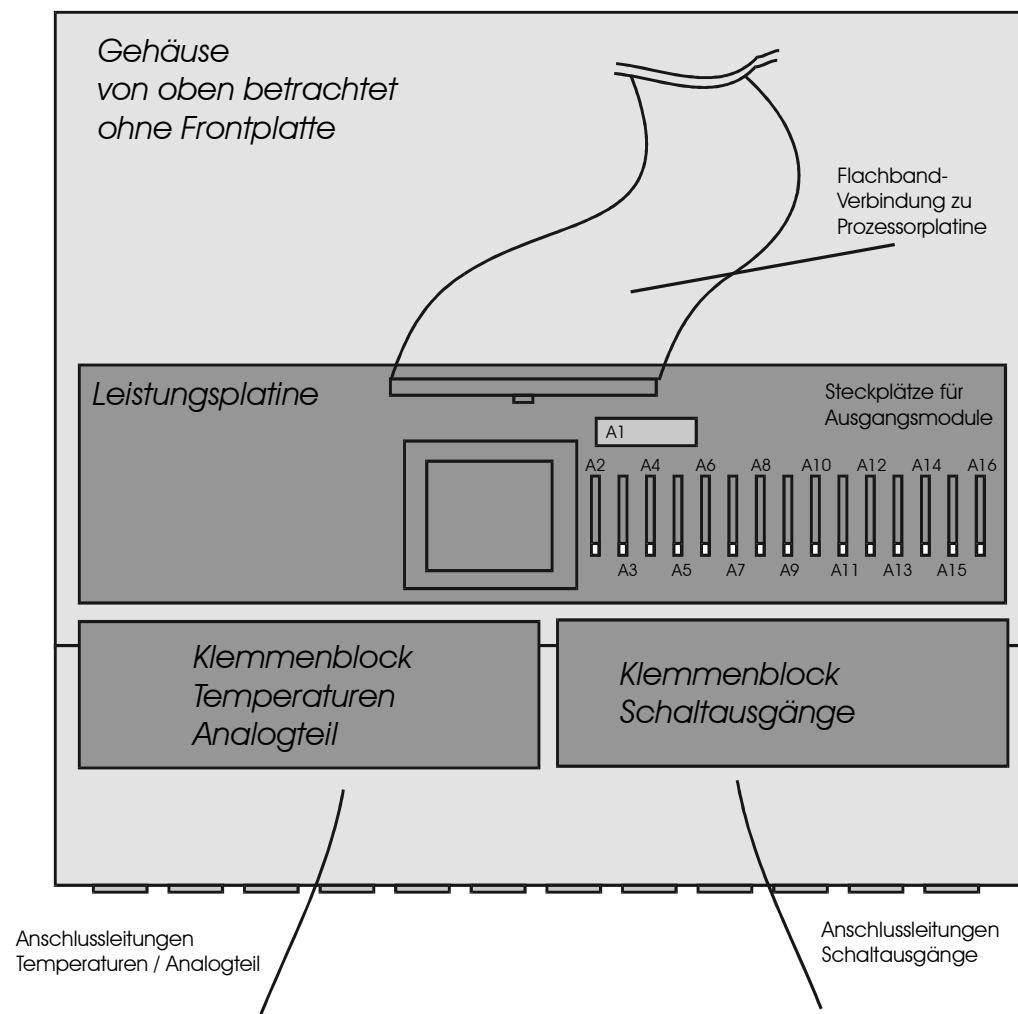 Gehäuse
von oben betrachtet
ohne Frontplatte
Flachband-
Verbindung zu
Prozessorplatine
Leistungsplatine
Steckplätze für
Ausgangsmodule
A1
A2 A4 A6 A8 A10 A12 A14 A16
A3 A5 A7 A9 A11 A13 A15
Klemmenblock
Temperaturen
Analogteil
Klemmenblock
Schaltausgänge
Anschlussleitungen
Temperaturen / Analogteil
Anschlussleitungen
Schaltausgänge